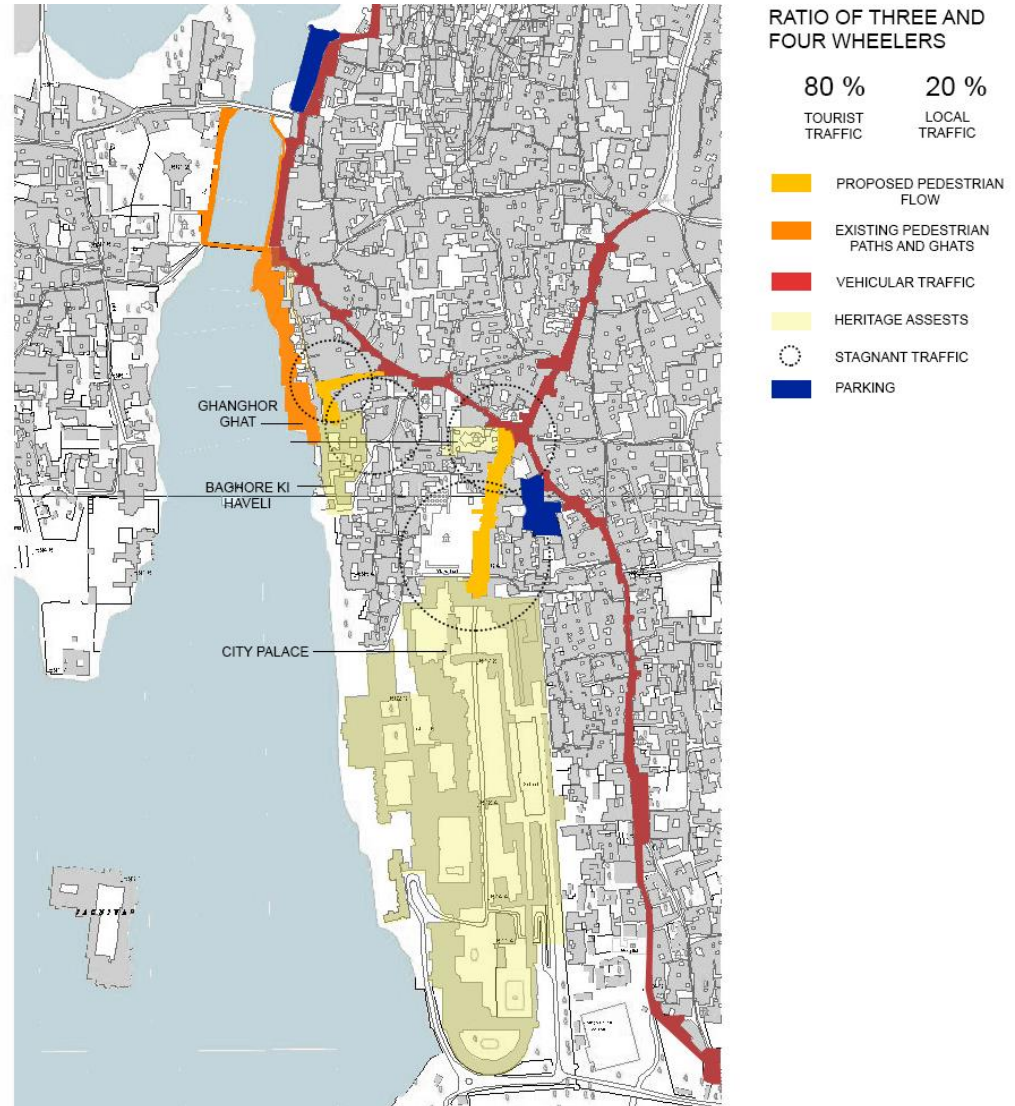 RATIO OF THREE AND
FOUR WHEELERS
80 %
20 %
TOURIST
TRAFFIC
LOCAL
TRAFFIC
PROPOSED PEDESTRIAN
FLOW
EXISTING PEDESTRIAN
PATHS AND GHATS
VEHICULAR TRAFFIC
HERITAGE ASSESTS
STAGNANT TRAFFIC
PARKING
GHANGHOR
GHAT
BAGHORE KI
HAVELI
CITY PALACE